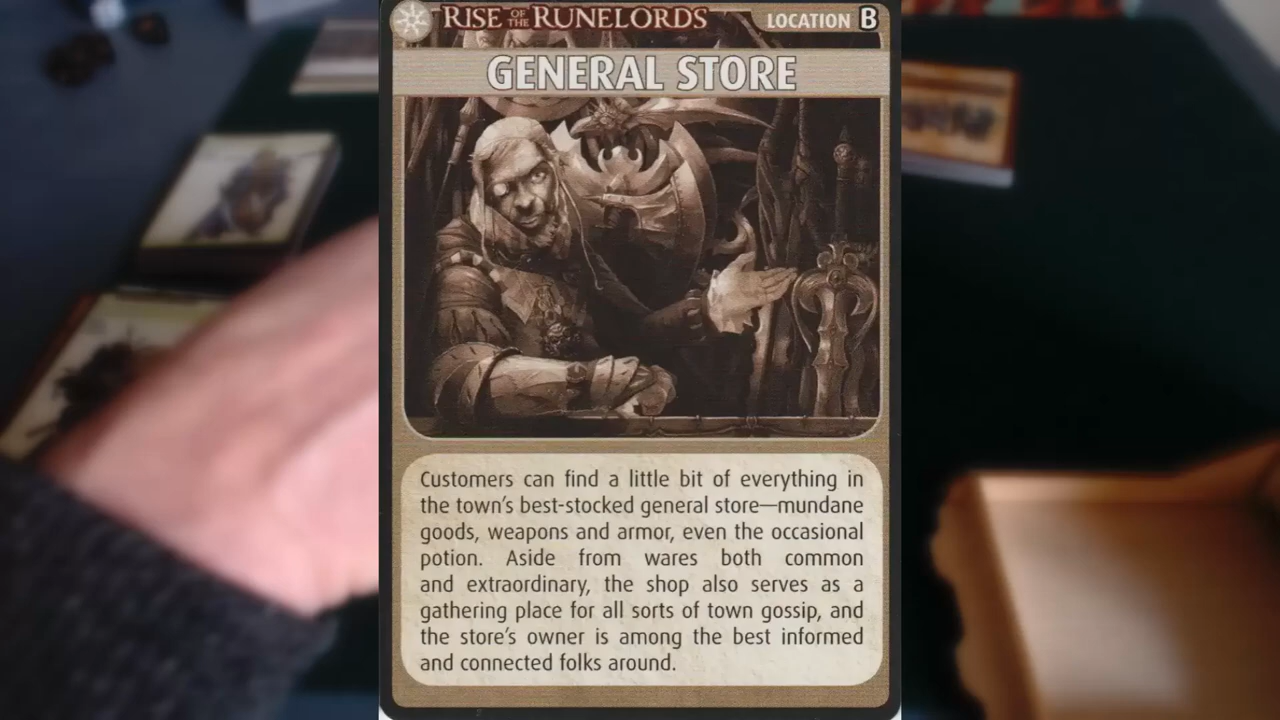 RISE OF THE RUNELORDS
LOCATION B
GENERAL STORE
Customers can find a little bit of everything in
the town's best-stocked general store—mundane
goods, weapons and armor, even the occasional
potion. Aside from wares both common
and extraordinary, the shop also serves as a
gathering place for all sorts of town gossip, and
the store's owner is among the best informed
and connected folks around.